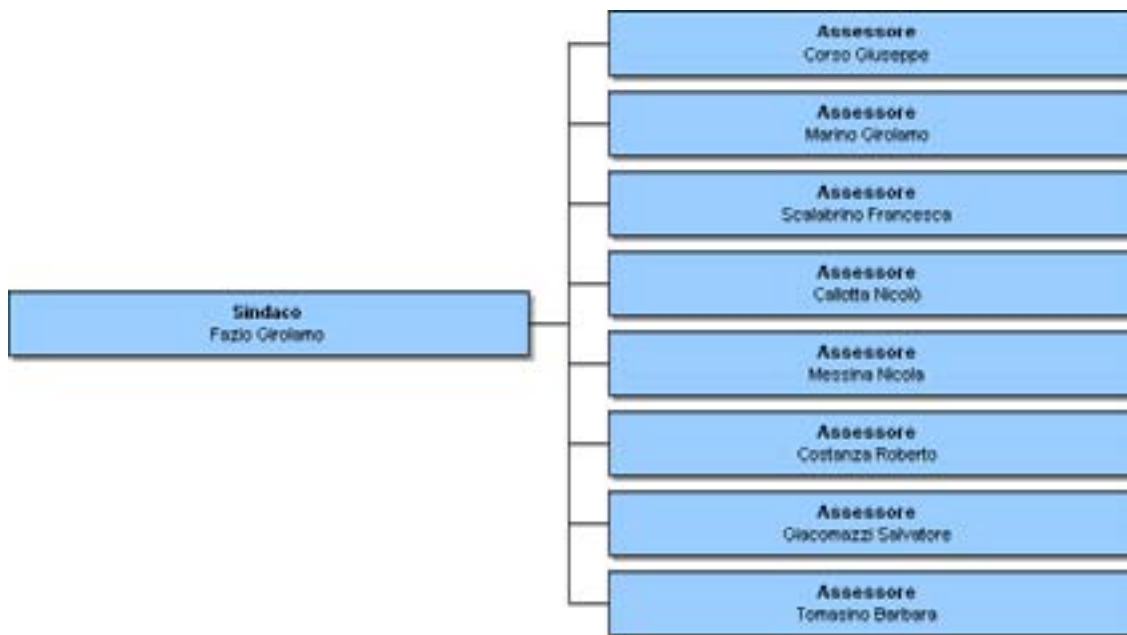 Assessore
Corso Giuseppe
Assessore
Marino Girolamo
Assessore
Scalabrino Francesca
Assessore
Caliotta Nicolò
Assessore
Messina Nicola
Sindaco
Fazio Girolamo
Assessore
Costanza Roberto
Assessore
Giacomazzi Salvatore
Assessore
Tomasino Barbara